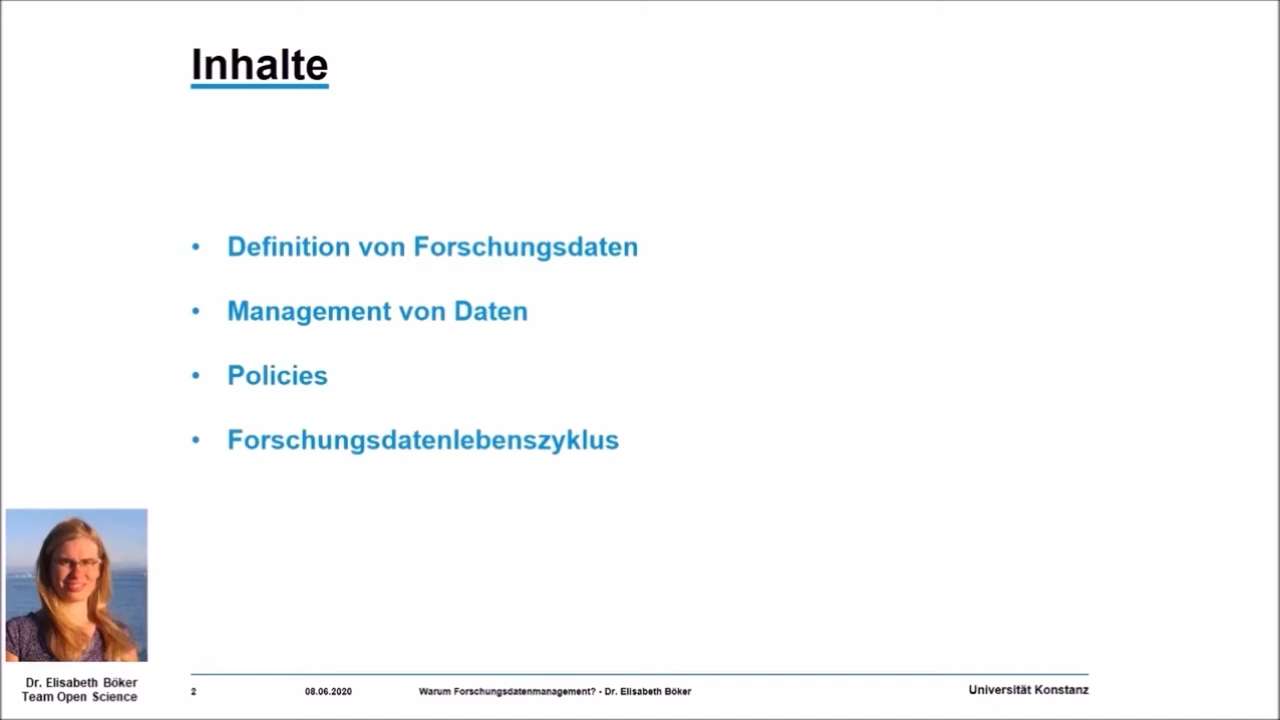 Inhalte
• Definition von Forschungsdaten
• Management von Daten
• Policies
• Forschungsdatenlebenszyklus
Dr. Elisabeth Böker
Team Open Science
2 08.06.2020 Warum Forschungsdatenmanagement? - Dr. Elisabeth Böker Universität Konstanz